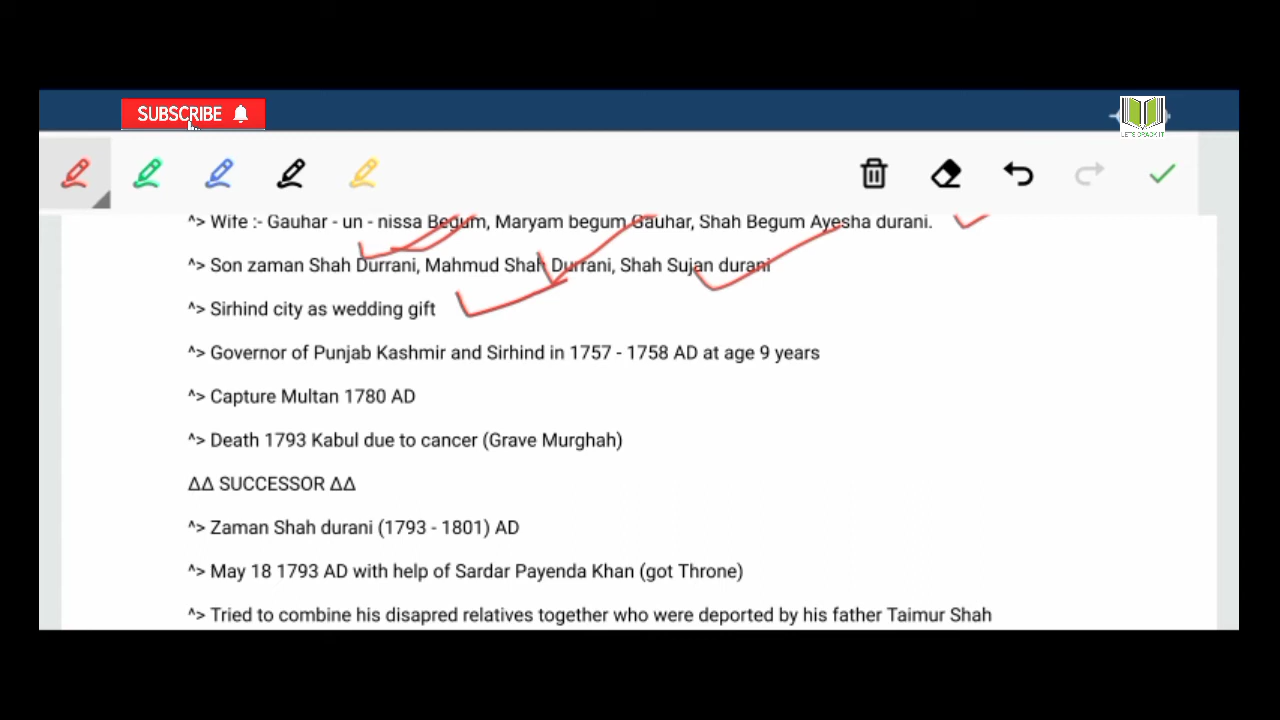 SUBSCRIBE
LETS CRACK IT
^> Wife :- Gauhar - un - nissa Begum, Maryam begum Gauhar, Shah Begum Ayesha durani.
^> Son zaman Shah Durrani, Mahmud Shah Durrani, Shah Sujan durani
^> Sirhind city as wedding gift
^> Governor of Punjab Kashmir and Sirhind in 1757 - 1758 AD at age 9 years
^> Capture Multan 1780 AD
^> Death 1793 Kabul due to cancer (Grave Murghah)
ΔΔ SUCCESSOR ΔΔ
^> Zaman Shah durani (1793 - 1801) AD
^> May 18 1793 AD with help of Sardar Payenda Khan (got Throne)
^> Tried to combine his disapred relatives together who were deported by his father Taimur Shah